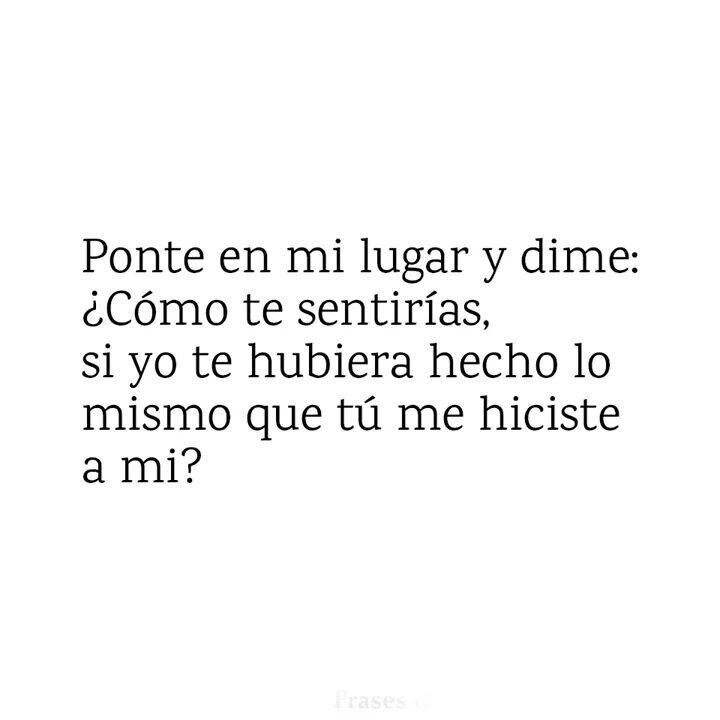 Ponte en mi lugar y dime:
¿Cómo te sentirías,
si yo te hubiera hecho lo
mismo que tú me hiciste
a mi?
Frases